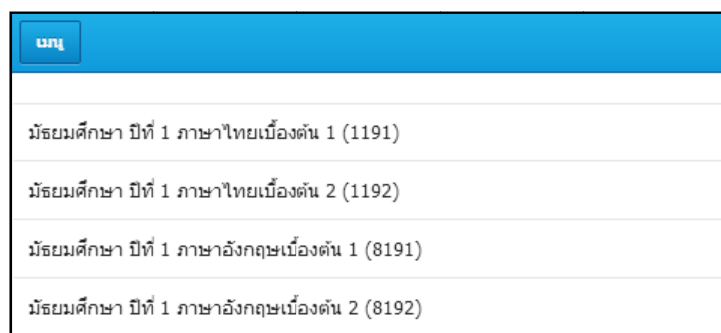 เมนู
มัธยมศึกษา ปีที่ 1 ภาษาไทยเบื้องต้น 1 (1191)
มัธยมศึกษา ปีที่ 1 ภาษาไทยเบื้องต้น 2 (1192)
มัธยมศึกษา ปีที่ 1 ภาษาอังกฤษเบื้องต้น 1 (8191)
มัธยมศึกษา ปีที่ 1 ภาษาอังกฤษเบื้องต้น 2 (8192)